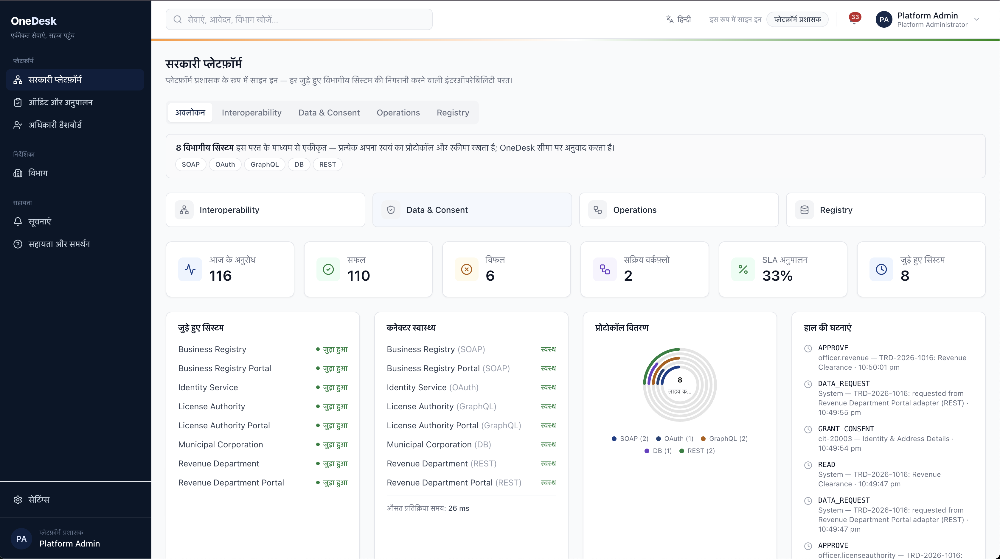 OneDesk
एकीकृत सेवाएं, सहज पहुंच
प्लेटफ़ॉर्म
सरकारी प्लेटफ़ॉर्म
ऑडिट और अनुपालन
अधिकारी डैशबोर्ड
निर्देशिका
विभाग
सहायता
सूचनाएं
सहायता और समर्थन
सेटिंग्स
PA
प्लेटफ़ॉर्म प्रशासक
Platform Admin
सेवाएं, आवेदन, विभाग खोजें...
हिन्दी
इस रूप में साइन इन
प्लेटफ़ॉर्म प्रशासक
33
PA
Platform Admin
Platform Administrator
सरकारी प्लेटफ़ॉर्म
प्लेटफ़ॉर्म प्रशासक के रूप में साइन इन — हर जुड़े हुए विभागीय सिस्टम की निगरानी करने वाली इंटरऑपरेबिलिटी परत।
अवलोकन Interoperability Data & Consent Operations Registry
8 विभागीय सिस्टम इस परत के माध्यम से एकीकृत — प्रत्येक अपना स्वयं का प्रोटोकॉल और स्कीमा रखता है; OneDesk सीमा पर अनुवाद करता है।
SOAP OAuth GraphQL DB REST
Interoperability
Data & Consent
Operations
Registry
आज के अनुरोध
116
सफल
110
विफल
6
सक्रिय वर्कफ़्लो
2
SLA अनुपालन
33%
जुड़े हुए सिस्टम
8
जुड़े हुए सिस्टम
Business Registry जुड़ा हुआ
Business Registry Portal जुड़ा हुआ
Identity Service जुड़ा हुआ
License Authority जुड़ा हुआ
License Authority Portal जुड़ा हुआ
Municipal Corporation जुड़ा हुआ
Revenue Department जुड़ा हुआ
Revenue Department Portal जुड़ा हुआ
कनेक्टर स्वास्थ्य
Business Registry (SOAP) स्वस्थ
Business Registry Portal (SOAP) स्वस्थ
Identity Service (OAuth) स्वस्थ
License Authority (GraphQL) स्वस्थ
License Authority Portal (GraphQL) स्वस्थ
Municipal Corporation (DB) स्वस्थ
Revenue Department (REST) स्वस्थ
Revenue Department Portal (REST) स्वस्थ
औसत प्रतिक्रिया समय: 26 ms
प्रोटोकॉल वितरण
8
लाइव क...
SOAP (2) OAuth (1) GraphQL (2)
DB (1) REST (2)
हाल की घटनाएं
APPROVE
officer.revenue — TRD-2026-1016: Revenue
Clearance · 10:50:01 pm
DATA_REQUEST
System — TRD-2026-1016: requested from
Revenue Department Portal adapter (REST) ·
10:49:55 pm
GRANT CONSENT
cit-20003 — Identity & Address Details ·
10:49:54 pm
READ
System — TRD-2026-1016: Revenue
Clearance · 10:49:47 pm
DATA_REQUEST
System — TRD-2026-1016: requested from
Revenue Department Portal adapter (REST) ·
10:49:47 pm
APPROVE
officer.licenseauthority — TRD-2026-1016: